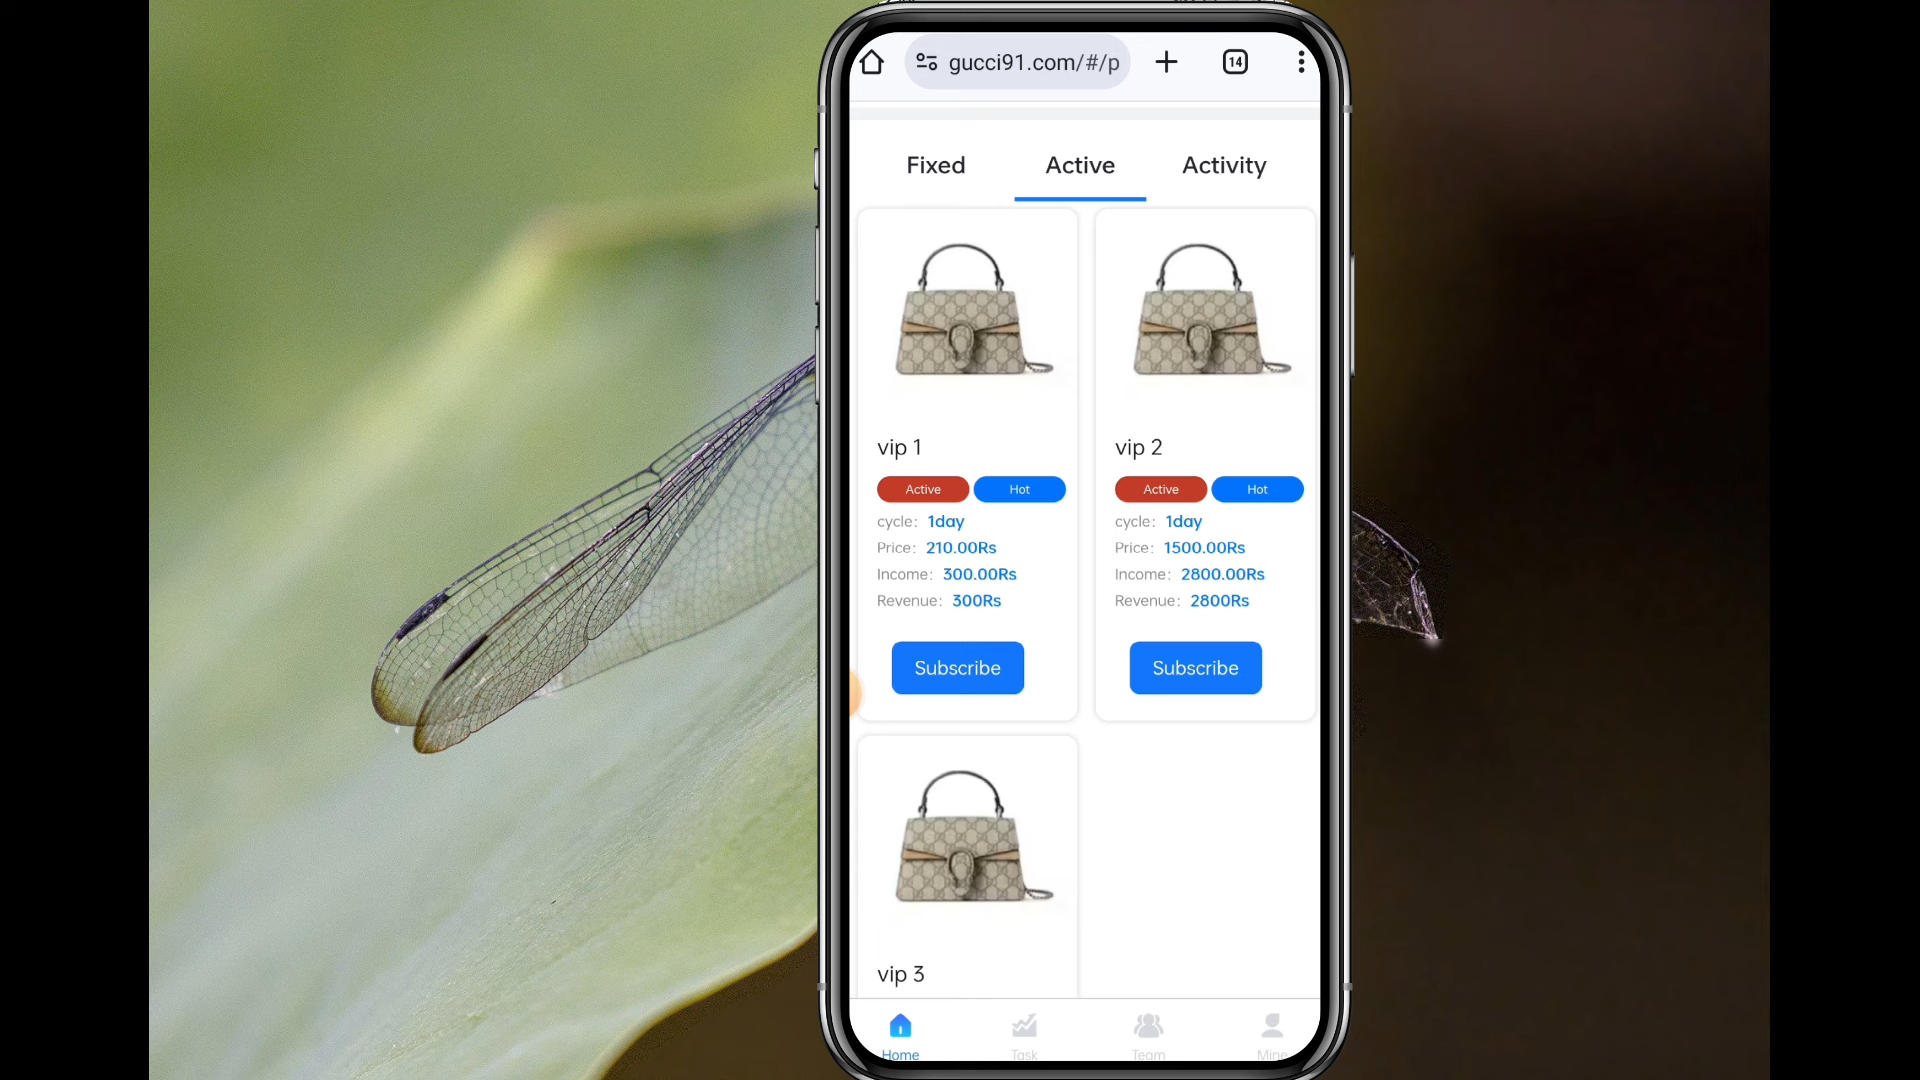 gucci91.com/#/p
14
Fixed Active Activity
vip 1
Active Hot
cycle: 1day
Price: 210.00Rs
Income: 300.00Rs
Revenue: 300Rs
Subscribe
vip 2
Active Hot
cycle: 1day
Price: 1500.00Rs
Income: 2800.00Rs
Revenue: 2800Rs
Subscribe
vip 3
Home Task Team Mine